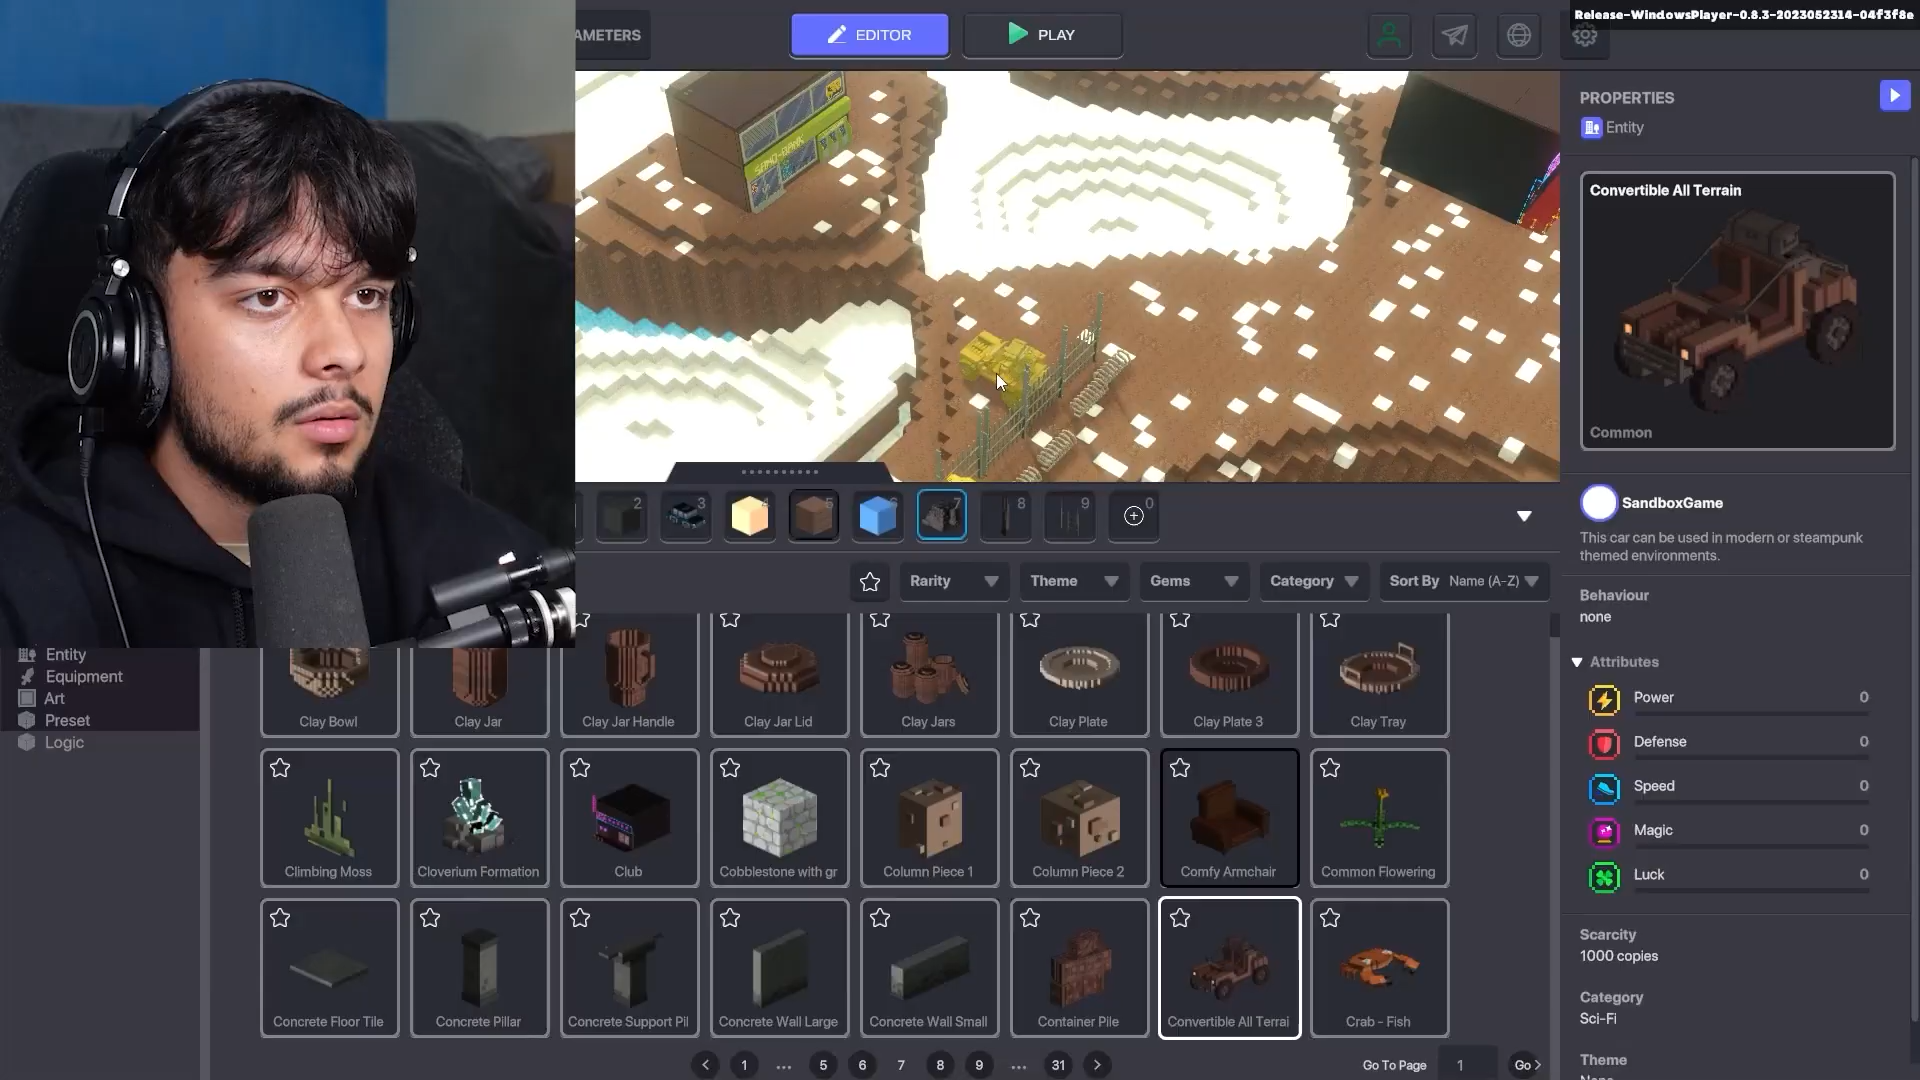 Release-WindowsPlayer-0.8.3-2023052314-04f3f8e
AMETERS
EDITOR
PLAY
PROPERTIES
Entity
Convertible All Terrain
Common
SAND-BANK
2
3
4
5
6
7
8
9
0
SandboxGame
This car can be used in modern or steampunk
themed environments.
Rarity
Theme
Gems
Category
Sort By Name (A-Z)
Behaviour
none
Attributes
Power 0
Defense 0
Speed 0
Magic 0
Luck 0
Scarcity
1000 copies
Category
Sci-Fi
Theme
Entity
Equipment
Art
Preset
Logic
Clay Bowl
Clay Jar
Clay Jar Handle
Clay Jar Lid
Clay Jars
Clay Plate
Clay Plate 3
Clay Tray
Climbing Moss
Cloverium Formation
Club
Cobblestone with gr
Column Piece 1
Column Piece 2
Comfy Armchair
Common Flowering
Concrete Floor Tile
Concrete Pillar
Concrete Support Pil
Concrete Wall Large
Concrete Wall Small
Container Pile
Convertible All Terrai
Crab - Fish
< 1 ... 5 6 7 8 9 ... 31 >
Go To Page 1 Go >